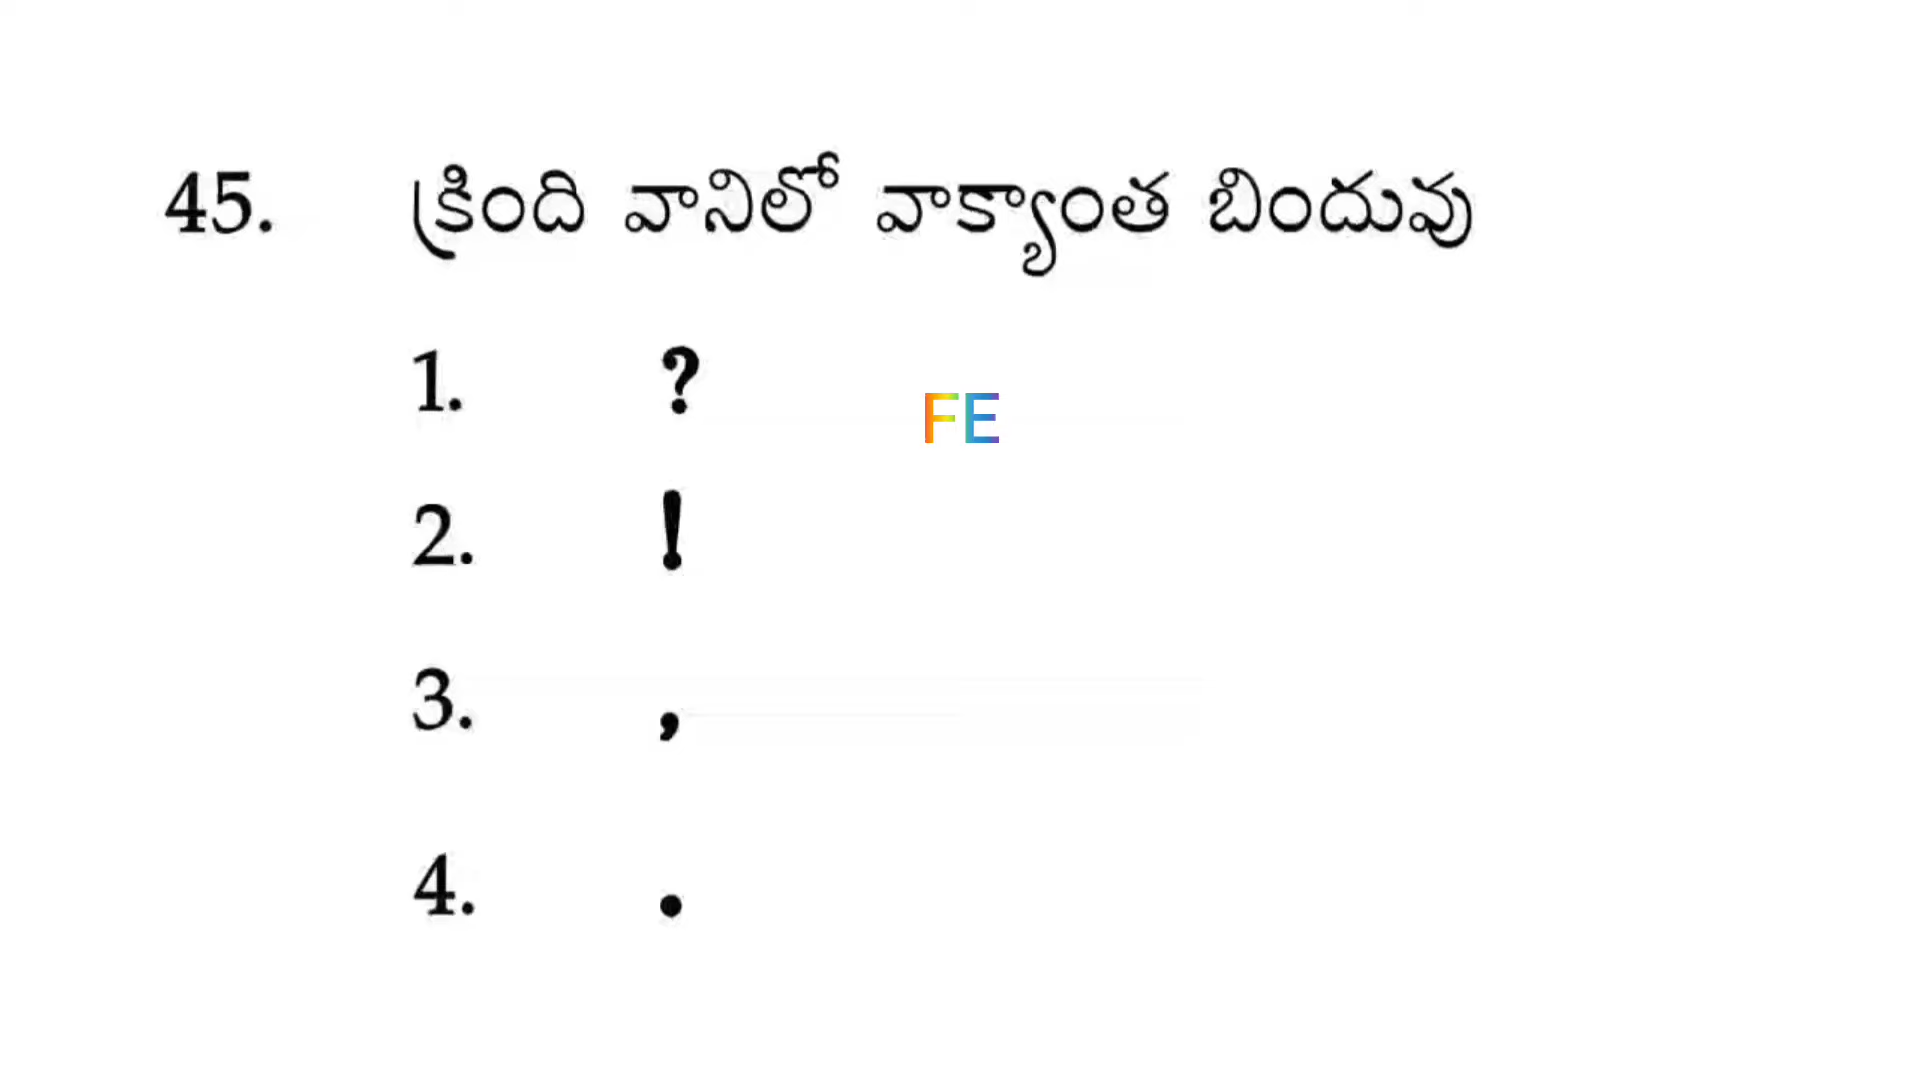 45. క్రింది వానిలో వాక్యాంత బిందువు
1. ?
FE
2. !
3. ,
4. .